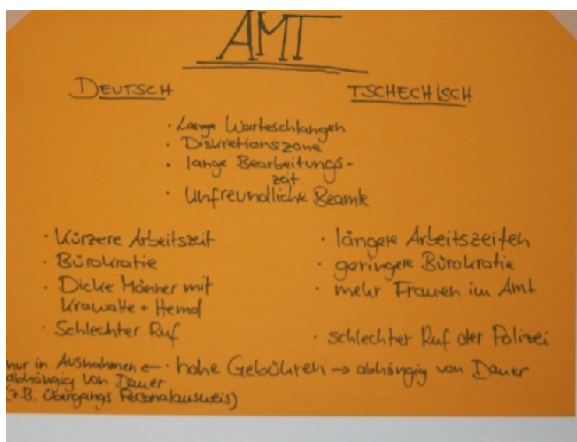 AMT
DEUTSCH TSCHECHISCH
· Lange Warteschlangen
· Diskretionszone
· lange Bearbeitungs-
zeit
· Unfreundliche Beamte
· Kürzere Arbeitszeit
· Bürokratie
· Dicke Männer mit
Krawatte + Hemd
· Schlechter Ruf
· längere Arbeitszeiten
· geringere Bürokratie
· mehr Frauen im Amt
· schlechter Ruf der Polizei
nur in Ausnahmen ← · hohe Gebühren → abhängig von Dauer
abhängig von Dauer
(z.B. Übergangs Personalausweis)